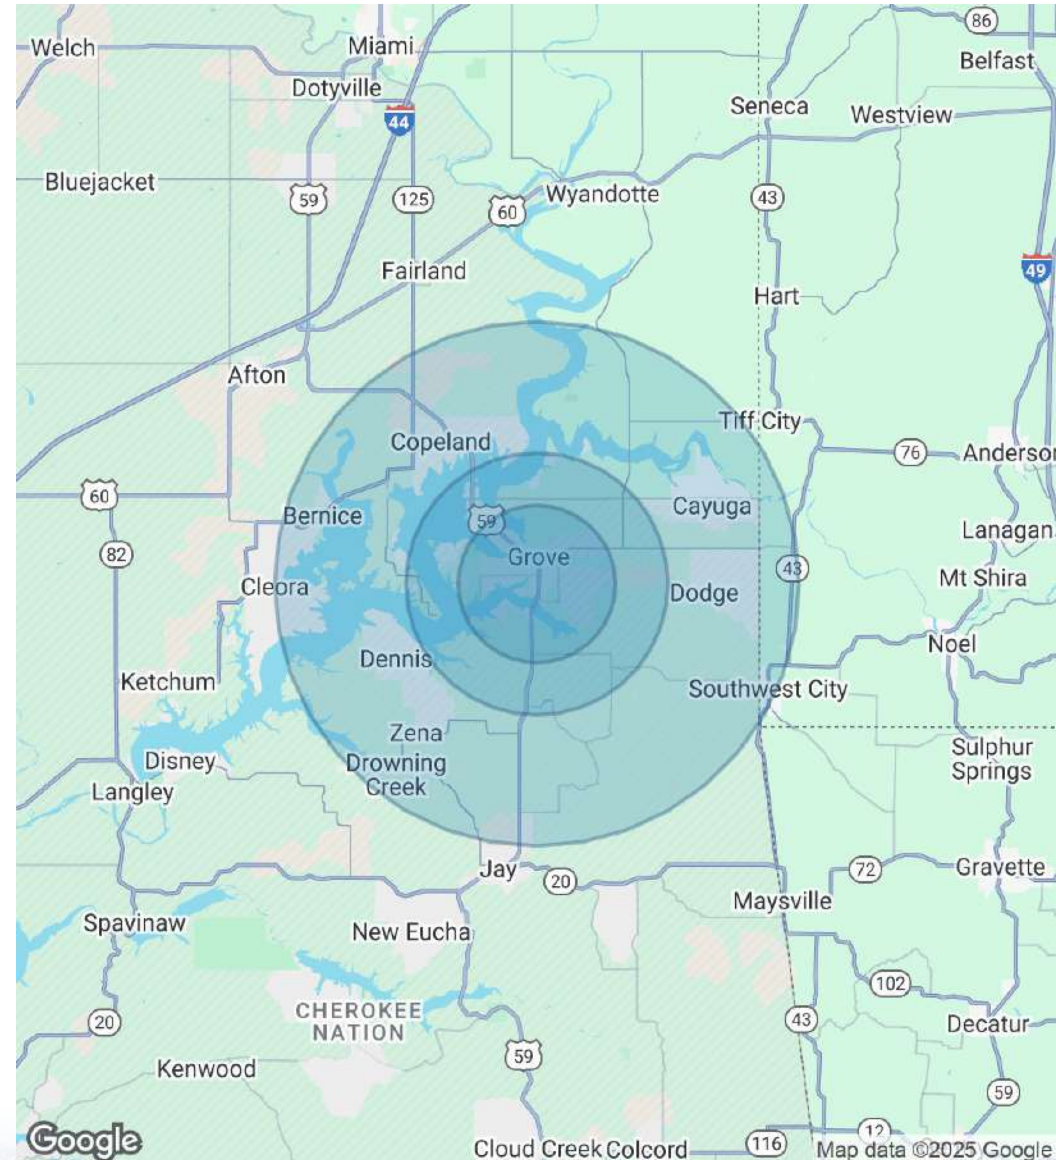 86
Welch
Miami
Belfast
Dotyville
44
Seneca
Westview
Bluejacket
59
125
60
Wyandotte
43
Fairland
49
Hart
Afton
Copeland
Tiff City
76
Anderson
60
Bernice
59
Cayuga
Lanagan
82
Grove
43
Mt Shira
Cleora
Dodge
Noel
Dennis
Ketchum
Southwest City
Zena
Drowning
Creek
Disney
Langley
Sulphur
Springs
Jay
20
72
Gravette
Maysville
Spavinaw
New Eucha
102
CHEROKEE
NATION
20
43
Decatur
59
Kenwood
59
Google
Cloud Creek
Colcord
116
12
Map data ©2025 Google